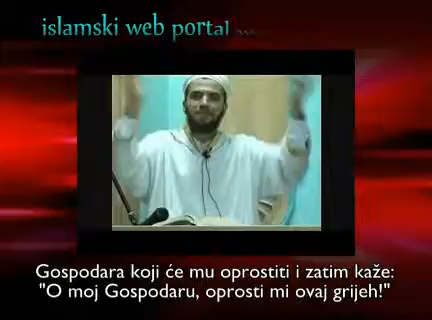 islamski web portal ...
Gospodara koji će mu oprostiti i zatim kaže:
"O moj Gospodaru, oprosti mi ovaj grijeh!"